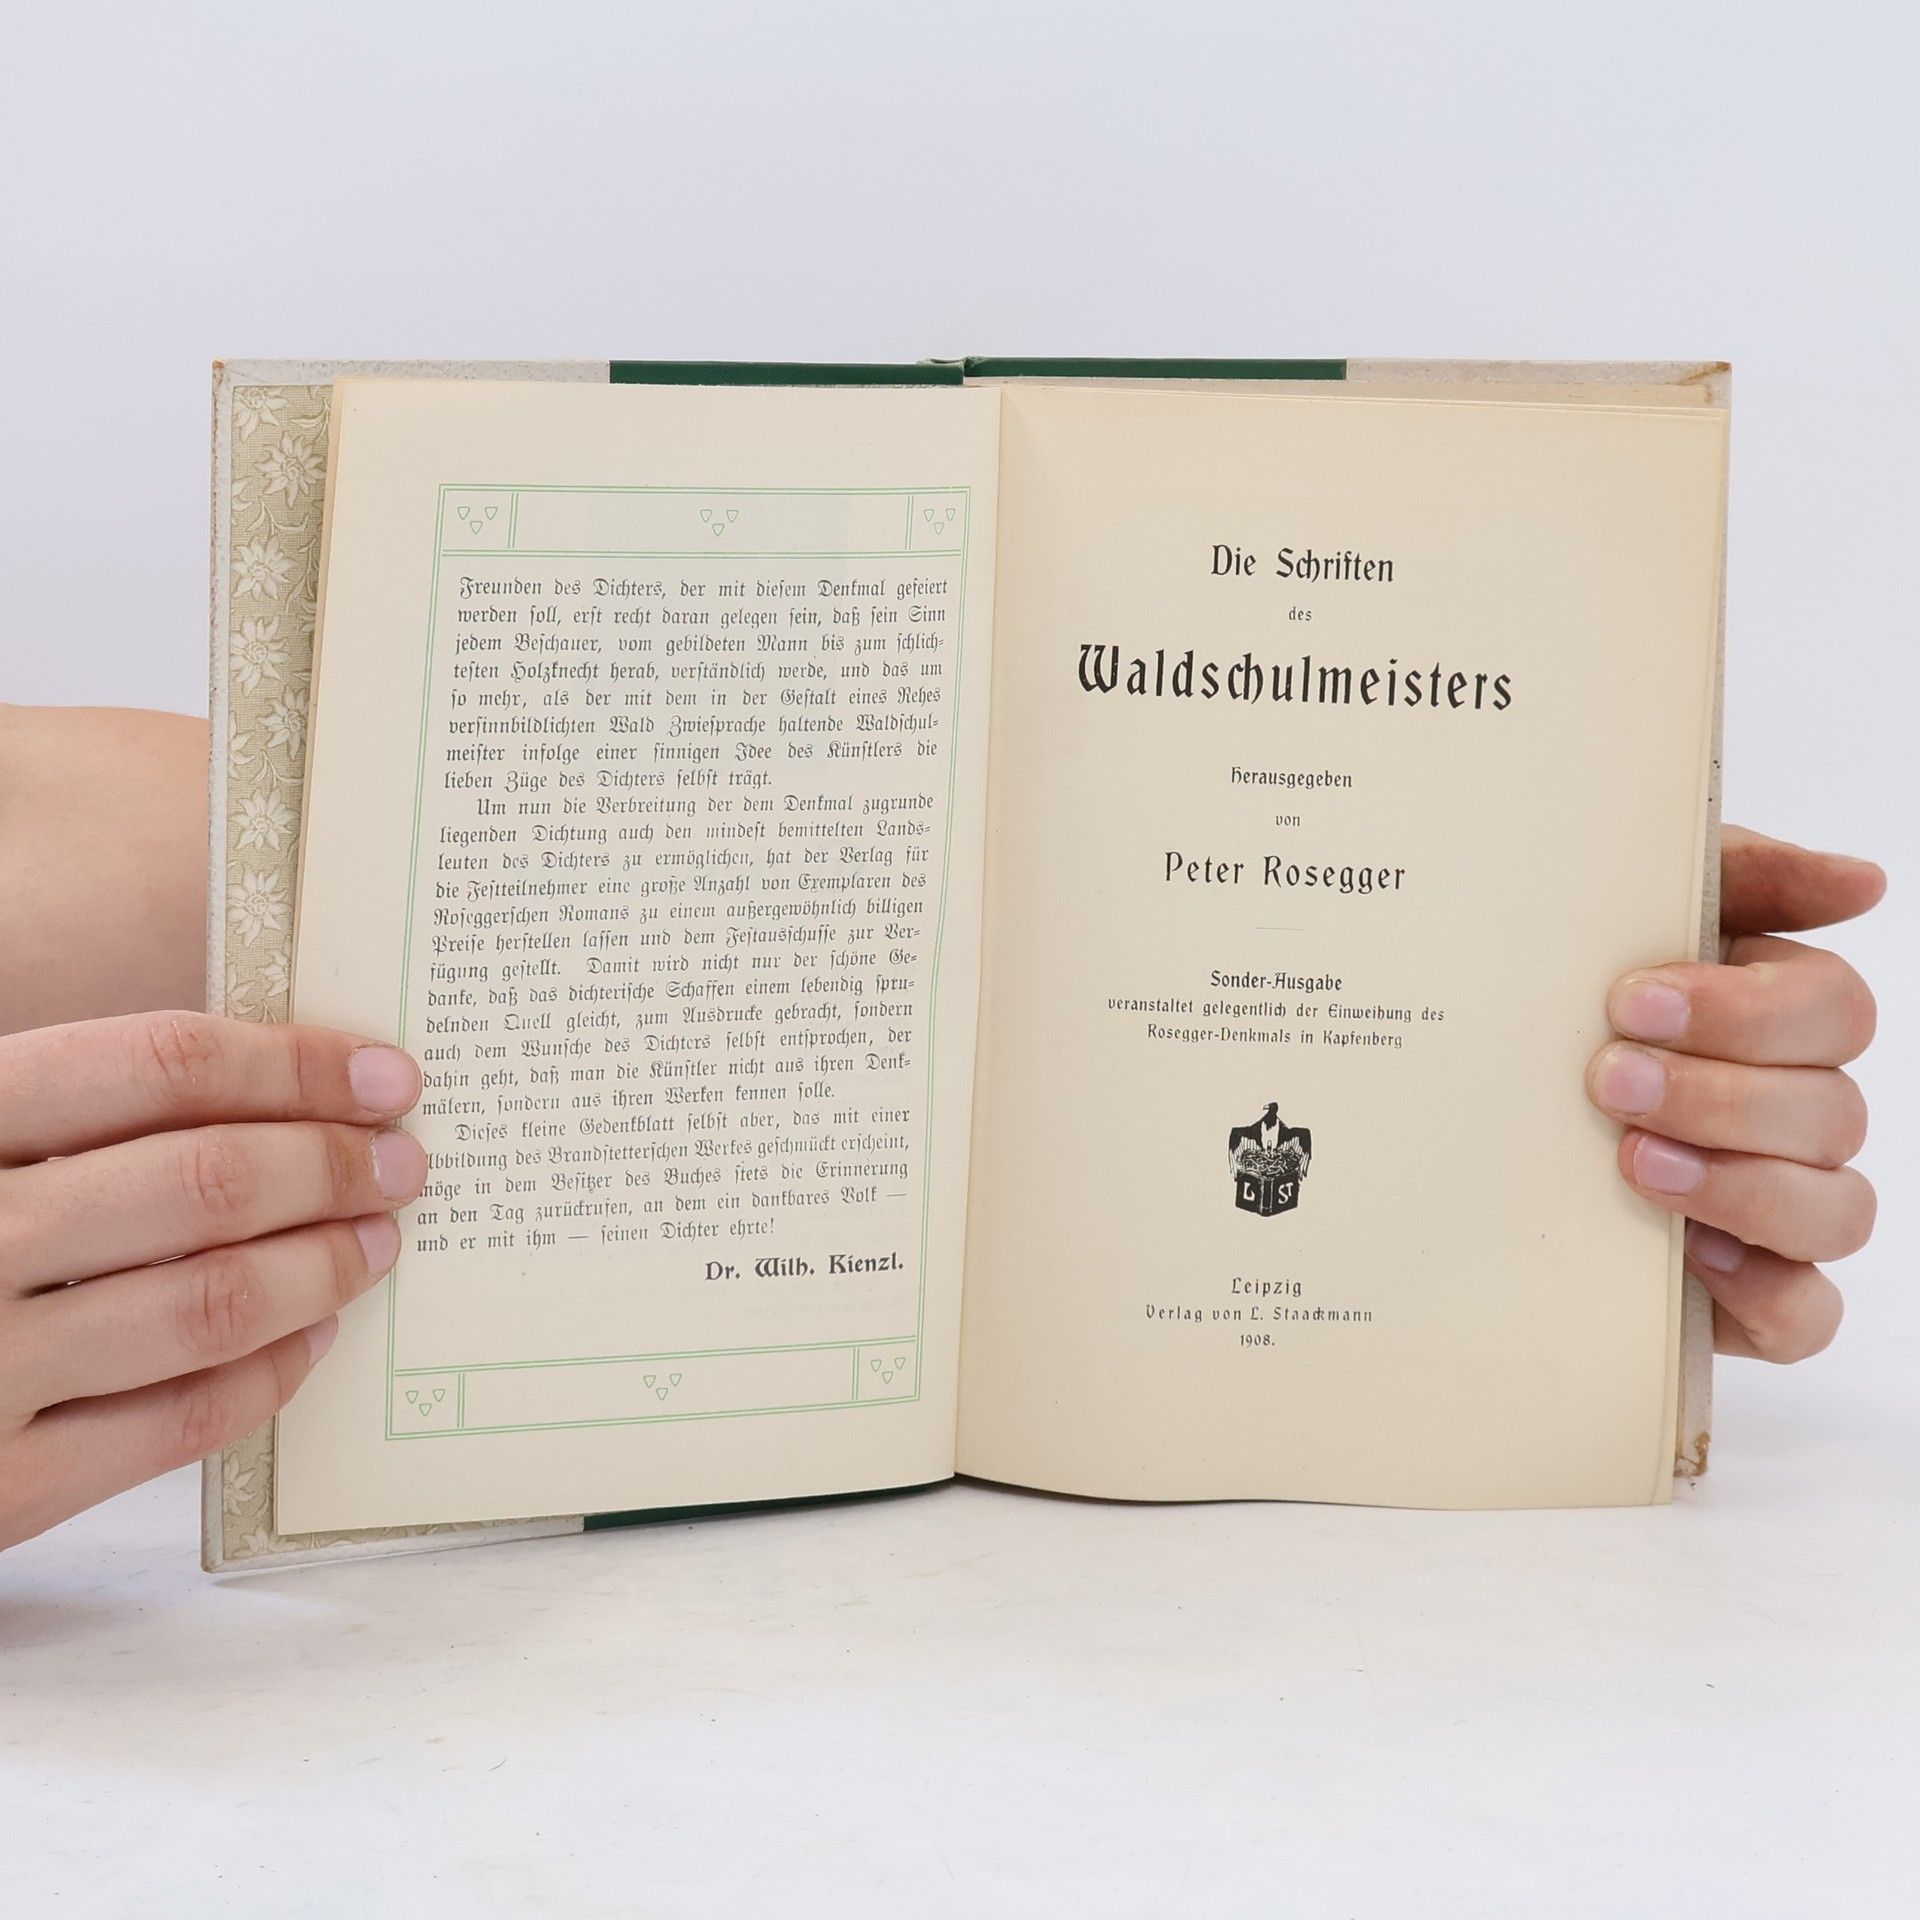 Freunden des Dichters, der mit diesem Denkmal gefeiert
werden soll, erst recht daran gelegen sein, daß sein Sinn
jedem Beschauer, vom gebildeten Mann bis zum schlich-
testen Holzknecht herab, verständlich werde, und das um
so mehr, als der mit dem in der Gestalt eines Rehes
versinnbildlichten Wald Zwiesprache haltende Waldschul-
meister infolge einer sinnigen Idee des Künstlers die
lieben Züge des Dichters selbst trägt.
Um nun die Verbreitung der dem Denkmal zugrunde
liegenden Dichtung auch den mindest bemittelten Lands-
leuten des Dichters zu ermöglichen, hat der Verlag für
die Festteilnehmer eine große Anzahl von Exemplaren des
Roseggerschen Romans zu einem außergewöhnlich billigen
Preise herstellen lassen und dem Festausschusse zur Ver-
fügung gestellt. Damit wird nicht nur der schöne Ge-
danke, daß das dichterische Schaffen einem lebendig spru-
delnden Quell gleicht, zum Ausdrucke gebracht, sondern
auch dem Wunsche des Dichters selbst entsprochen, der
dahin geht, daß man die Künstler nicht aus ihren Denk-
mälern, sondern aus ihren Werken kennen solle.
Dieses kleine Gedenkblatt selbst aber, das mit einer
Abbildung des Brandstetterschen Werkes geschmückt erscheint,
möge in dem Besitzer des Buches stets die Erinnerung
an den Tag zurückrufen, an dem ein dankbares Volk —
und er mit ihm — seinen Dichter ehrte!
Dr. Wilh. Kienzl.
Die Schriften
des
Waldschulmeisters
Herausgegeben
von
Peter Rosegger
Sonder-Ausgabe
veranstaltet gelegentlich der Einweihung des
Rosegger-Denkmals in Kapfenberg
L ST
Leipzig
Verlag von L. Staackmann
1908.